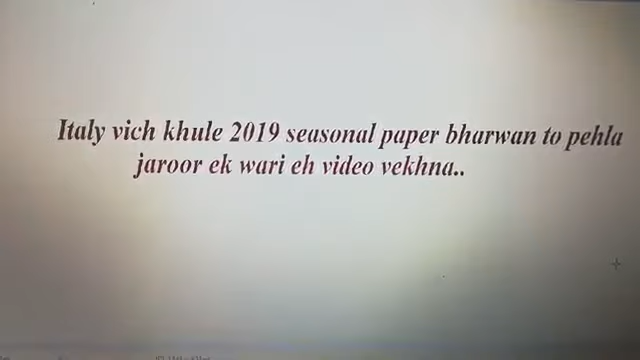 Italy vich khule 2019 seasonal paper bharwan to pehla
jaroor ek wari eh video vekhna..